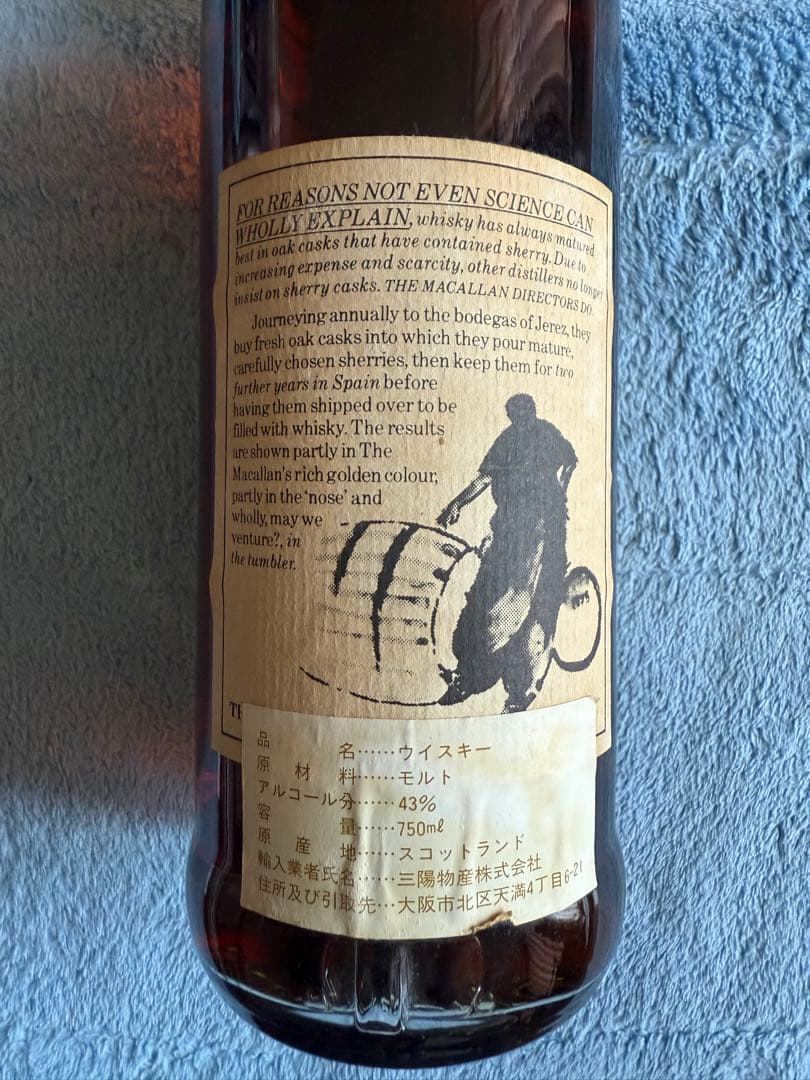 FOR REASONS NOT EVEN SCIENCE CAN
WHOLLY EXPLAIN, whisky has always matured
best in oak casks that have contained sherry. Due to
increasing expense and scarcity, other distillers no longer
insist on sherry casks. THE MACALLAN DIRECTORS DO.
Journeying annually to the bodegas of Jerez, they
buy fresh oak casks into which they pour mature,
carefully chosen sherries, then keep them for two
further years in Spain before
having them shipped over to be
filled with whisky. The results
are shown partly in The
Macallan's rich golden colour,
partly in the 'nose' and
wholly, may we
venture?, in
the tumbler.
品名……ウイスキー
原材料……モルト
アルコール分……43%
容量……750ml
原産地……スコットランド
輸入業者氏名……三陽物産株式会社
住所及び引取先…大阪市北区天満4丁目6-21